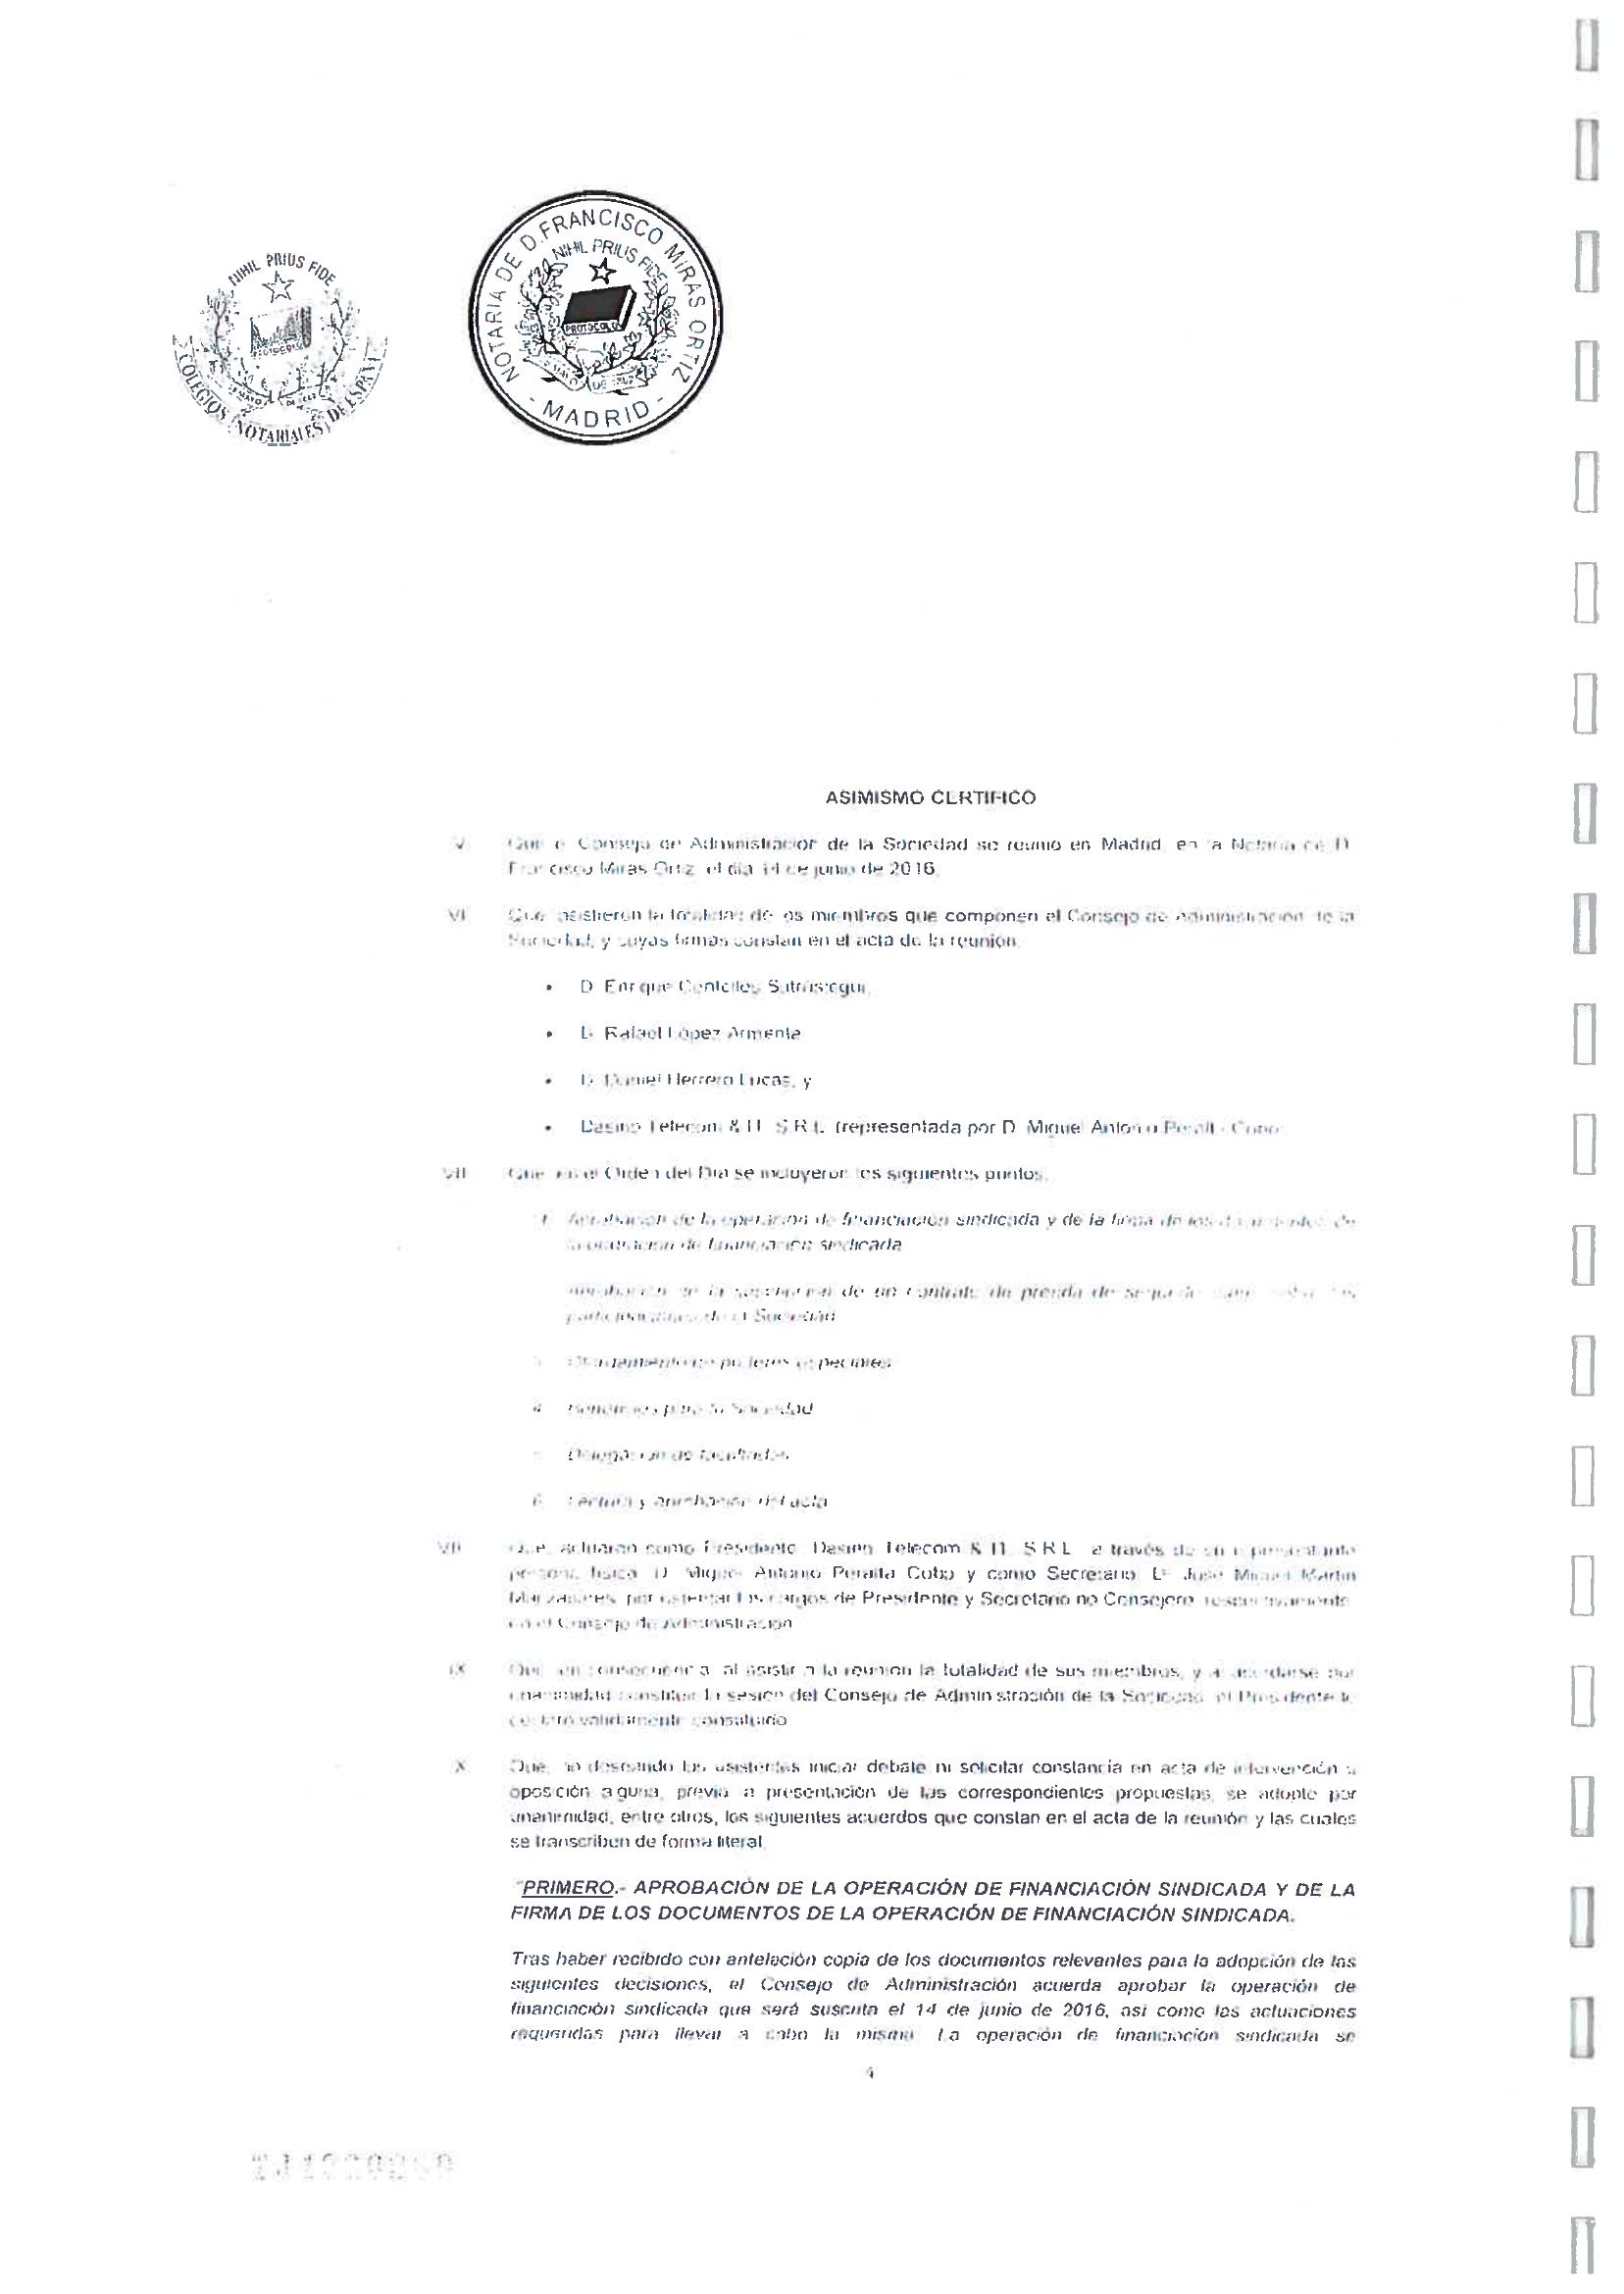 NIHIL PRIUS FIDE
COLEGIOS NOTARIALES DE ESPAÑA
NOTARIA DE D. FRANCISCO MIRAS ORTIZ
NIHL PRIUS FIDE
PROTOCOLO
- MADRID -
ASIMISMO CERTIFICO
V Que el Consejo de Administración de la Sociedad se reunió en Madrid, en la Notaría de D.
Francisco Miras Ortiz, el día 14 de junio de 2016.
VI Que asistieron la totalidad de los miembros que componen el Consejo de Administración de la
Sociedad, y cuyas firmas constan en el acta de la reunión.
• D. Enrique Centelles Satrústegui,
• D. Rafael López Armenta
• D. Daniel Herrero Lucas, y
• Dasino Telecom & IT, S.R.L. (representada por D. Miguel Antonio Peralta Cobo
VII Que en el Orden del Día se incluyeron los siguientes puntos.
1. Aprobación de la operación de financiación sindicada y de la firma de los documentos de
la operación de financiación sindicada
aprobación de la suscripción de un contrato de prenda de segundo
participaciones de la Sociedad
Otorgamiento de poderes especiales
4. Beneficios para la Sociedad
Delegación de facultades
6. Lectura y aprobación del acta
VIII Que, actuaron como Presidente, Dasino Telecom & IT, S.R.L. a través de su representante
persona física D. Miguel Antonio Peralta Cobo y como Secretario, D. José Miguel Martín
por ostentar los cargos de Presidente y Secretario no Consejero, respectivamente,
en el Consejo de Administración
IX Que, en consecuencia, al asistir a la reunión la totalidad de sus miembros, y acordarse por
unanimidad constituir la sesión del Consejo de Administración de la Sociedad, el Presidente lo
declaró válidamente constituido
X Que, no deseando los asistentes iniciar debate ni solicitar constancia en acta de intervención u
oposición alguna, previa a presentación de las correspondientes propuestas, se adopte por
unanimidad, entre otros, los siguientes acuerdos que constan en el acta de la reunión y las cuales
se transcriben de forma literal
"PRIMERO.- APROBACIÓN DE LA OPERACIÓN DE FINANCIACIÓN SINDICADA Y DE LA
FIRMA DE LOS DOCUMENTOS DE LA OPERACIÓN DE FINANCIACIÓN SINDICADA.
Tras haber recibido con antelación copia de los documentos relevantes para la adopción de las
siguientes decisiones, el Consejo de Administración acuerda aprobar la operación de
financiación sindicada que será suscrita el 14 de junio de 2016, así como las actuaciones
requeridas para llevar a cabo la misma. La operación de financiación sindicada se
4